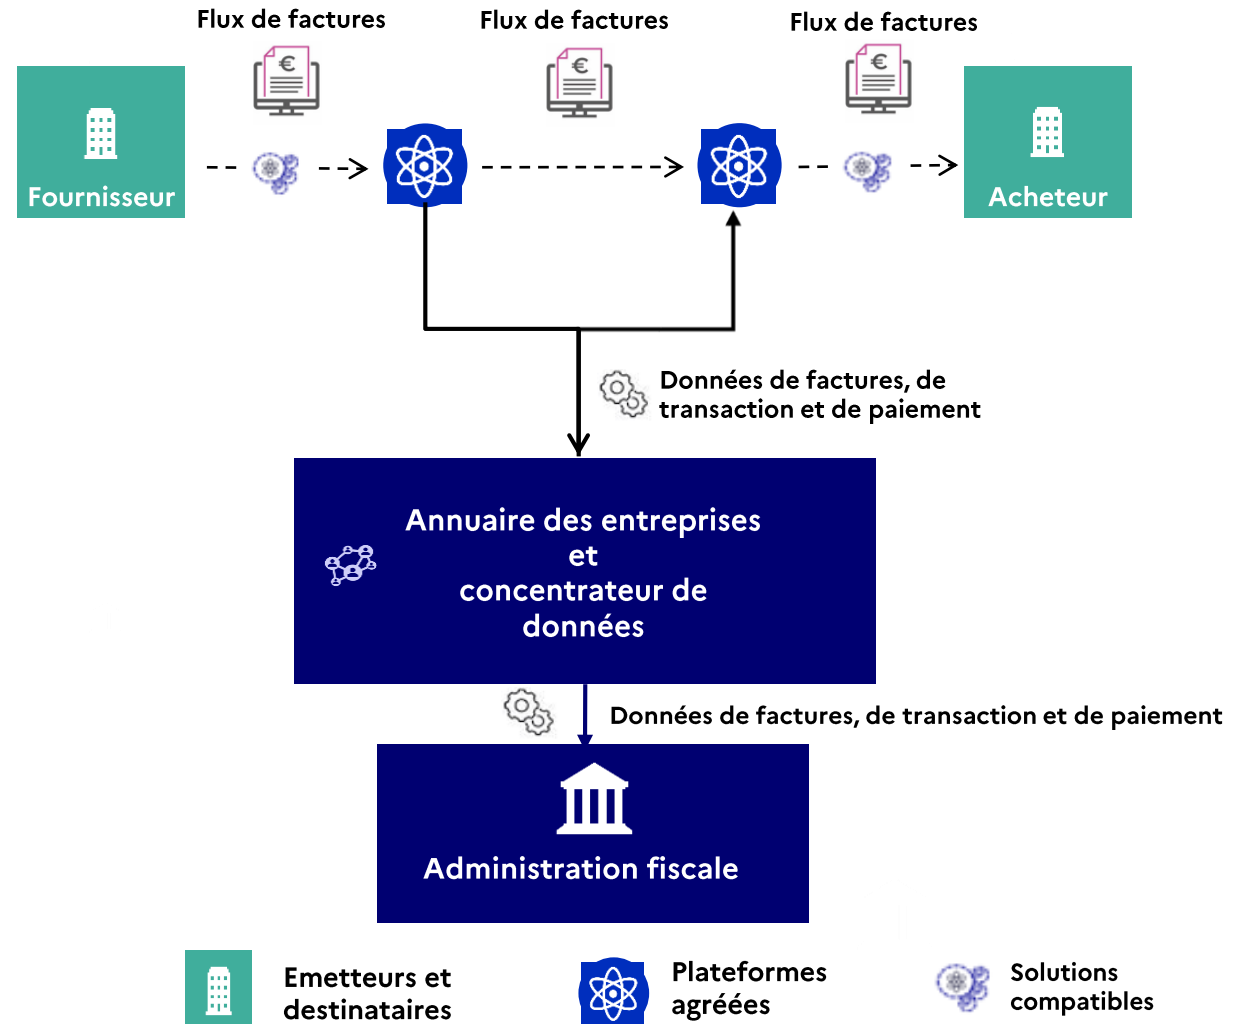 Flux de factures
Flux de factures
Flux de factures
€
€
€
Fournisseur
Acheteur
Données de factures, de
transaction et de paiement
Annuaire des entreprises
et
concentrateur de
données
Données de factures, de transaction et de paiement
Administration fiscale
Emetteurs et
destinataires
Plateformes
agréées
Solutions
compatibles